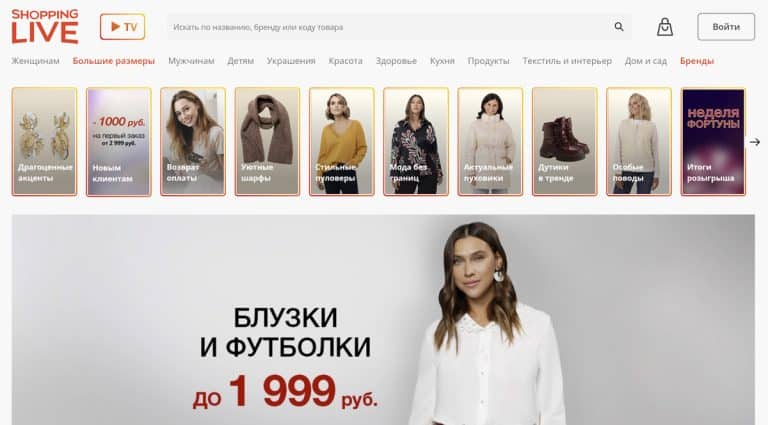 SHOPPING
LIVE
TV
Искать по названию, бренду или коду товара
Войти
Женщинам Большие размеры Мужчинам Детям Украшения Красота Здоровье Кухня Продукты Текстиль и интерьер Дом и сад Бренды
Драгоценные
акценты
- 1000 руб.
на первый заказ
от 2 999 руб.
Новым
клиентам
Возврат
оплаты
Уютные
шарфы
Стильные
пуловеры
Мода без
границ
Актуальные
пуховики
Дутики
в тренде
Особые
поводы
неделя
ФОРТУНЫ
Итоги
розыгрыша
БЛУЗКИ
И ФУТБОЛКИ
ДО 1 999 руб.